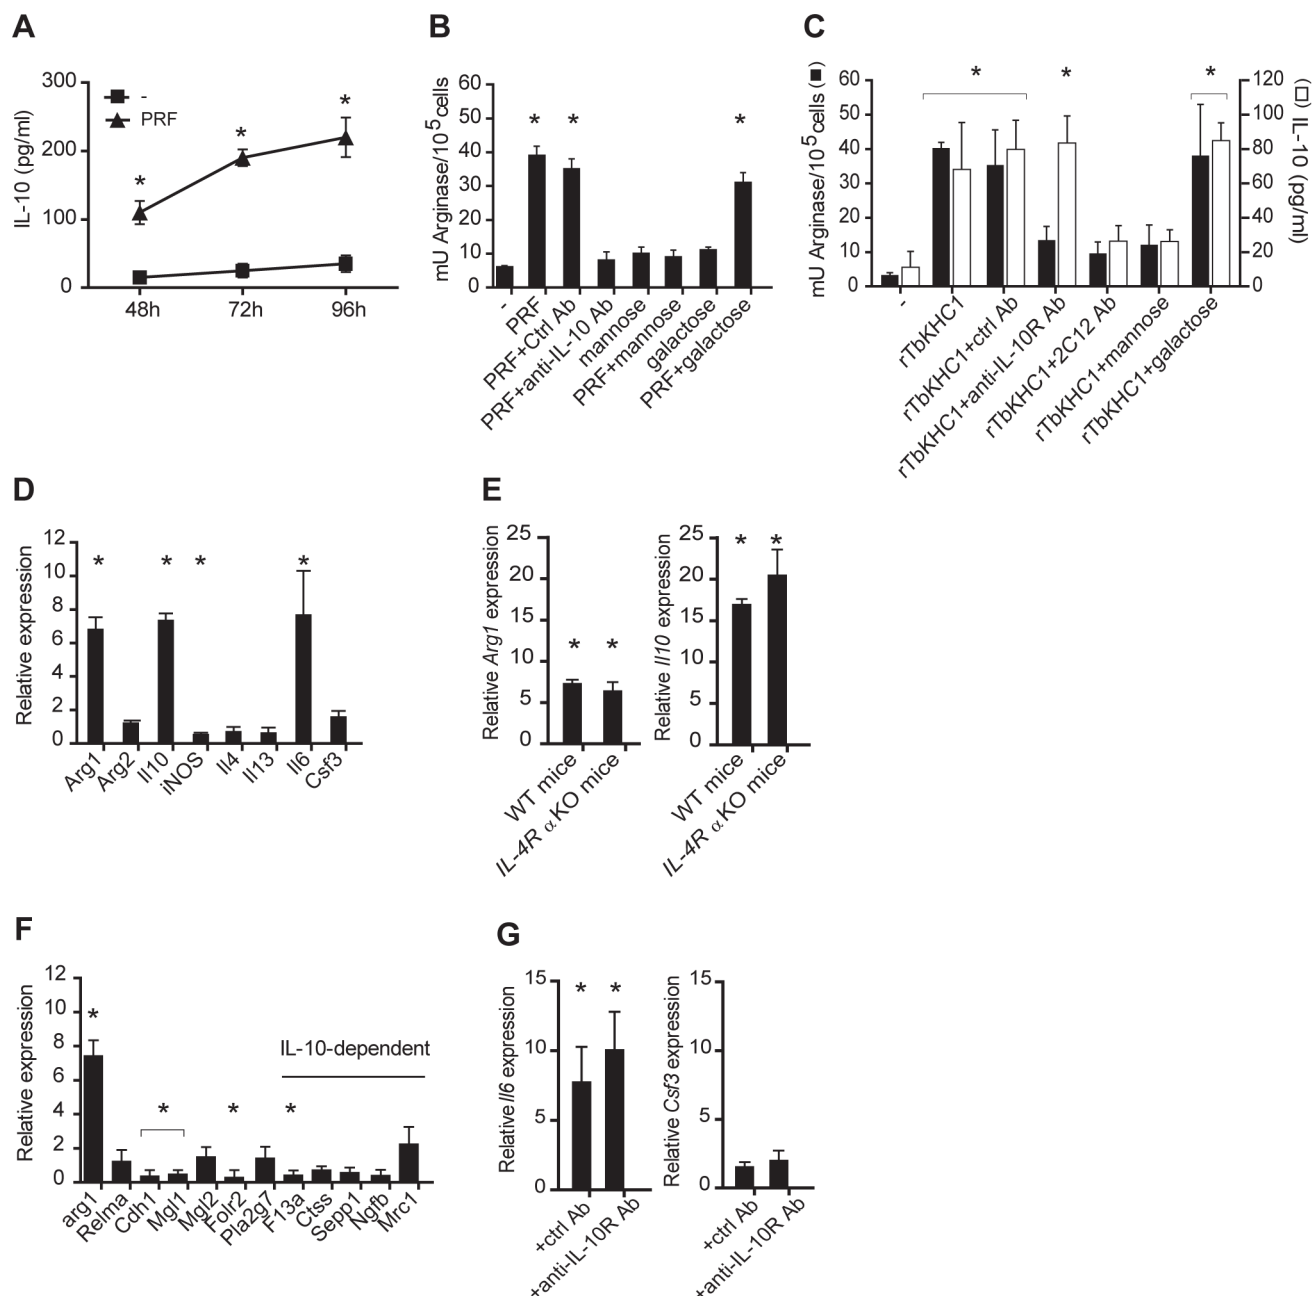 A
IL-10 (pg/ml)
300
200
100
0
-
PRF
*
*
*
48h
72h
96h
B
mU Arginase/10⁵cells
60
50
40
30
20
10
0
*
*
*
-
PRF
PRF+Ctrl Ab
PRF+anti-IL-10 Ab
mannose
PRF+mannose
galactose
PRF+galactose
C
mU Arginase/10⁵cells (■)
60
50
40
30
20
10
0
*
*
*
120
100
80
60
40
20
0
(□) IL-10 (pg/ml)
-
rTbKHC1
rTbKHC1+ctrl Ab
rTbKHC1+anti-IL-10R Ab
rTbKHC1+2C12 Ab
rTbKHC1+mannose
rTbKHC1+galactose
D
Relative expression
12
10
8
6
4
2
0
*
*
*
*
Arg1
Arg2
Il10
iNOS
Il4
Il13
Il6
Csf3
E
Relative Arg1 expression
25
20
15
10
5
0
*
*
WT mice
IL-4R α KO mice
Relative Il10 expression
25
20
15
10
5
0
*
*
WT mice
IL-4R α KO mice
F
Relative expression
12
10
8
6
4
2
0
*
*
*
*
IL-10-dependent
arg1
Relma
Cdh1
Mgl1
Mgl2
Folr2
Pla2g7
F13a
Ctss
Sepp1
Ngfb
Mrc1
G
Relative Il6 expression
15
10
5
0
*
*
+ctrl Ab
+anti-IL-10R Ab
Relative Csf3 expression
15
10
5
0
+ctrl Ab
+anti-IL-10R Ab